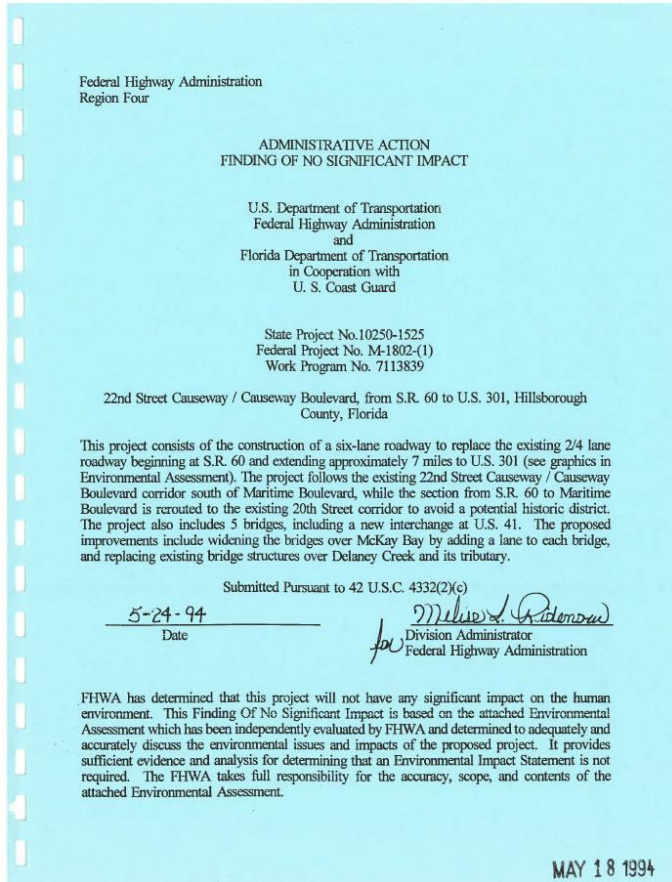 Federal Highway Administration
Region Four
ADMINISTRATIVE ACTION
FINDING OF NO SIGNIFICANT IMPACT
U.S. Department of Transportation
Federal Highway Administration
and
Florida Department of Transportation
in Cooperation with
U. S. Coast Guard
State Project No.10250-1525
Federal Project No. M-1802-(1)
Work Program No. 7113839
22nd Street Causeway / Causeway Boulevard, from S.R. 60 to U.S. 301, Hillsborough
County, Florida
This project consists of the construction of a six-lane roadway to replace the existing 2/4 lane
roadway beginning at S.R. 60 and extending approximately 7 miles to U.S. 301 (see graphics in
Environmental Assessment). The project follows the existing 22nd Street Causeway / Causeway
Boulevard corridor south of Maritime Boulevard, while the section from S.R. 60 to Maritime
Boulevard is rerouted to the existing 20th Street corridor to avoid a potential historic district.
The project also includes 5 bridges, including a new interchange at U.S. 41. The proposed
improvements include widening the bridges over McKay Bay by adding a lane to each bridge,
and replacing existing bridge structures over Delaney Creek and its tributary.
Submitted Pursuant to 42 U.S.C. 4332(2)(c)
5-24-94
Date
for Division Administrator
Federal Highway Administration
FHWA has determined that this project will not have any significant impact on the human
environment. This Finding Of No Significant Impact is based on the attached Environmental
Assessment which has been independently evaluated by FHWA and determined to adequately and
accurately discuss the environmental issues and impacts of the proposed project. It provides
sufficient evidence and analysis for determining that an Environmental Impact Statement is not
required. The FHWA takes full responsibility for the accuracy, scope, and contents of the
attached Environmental Assessment.
MAY 18 1994